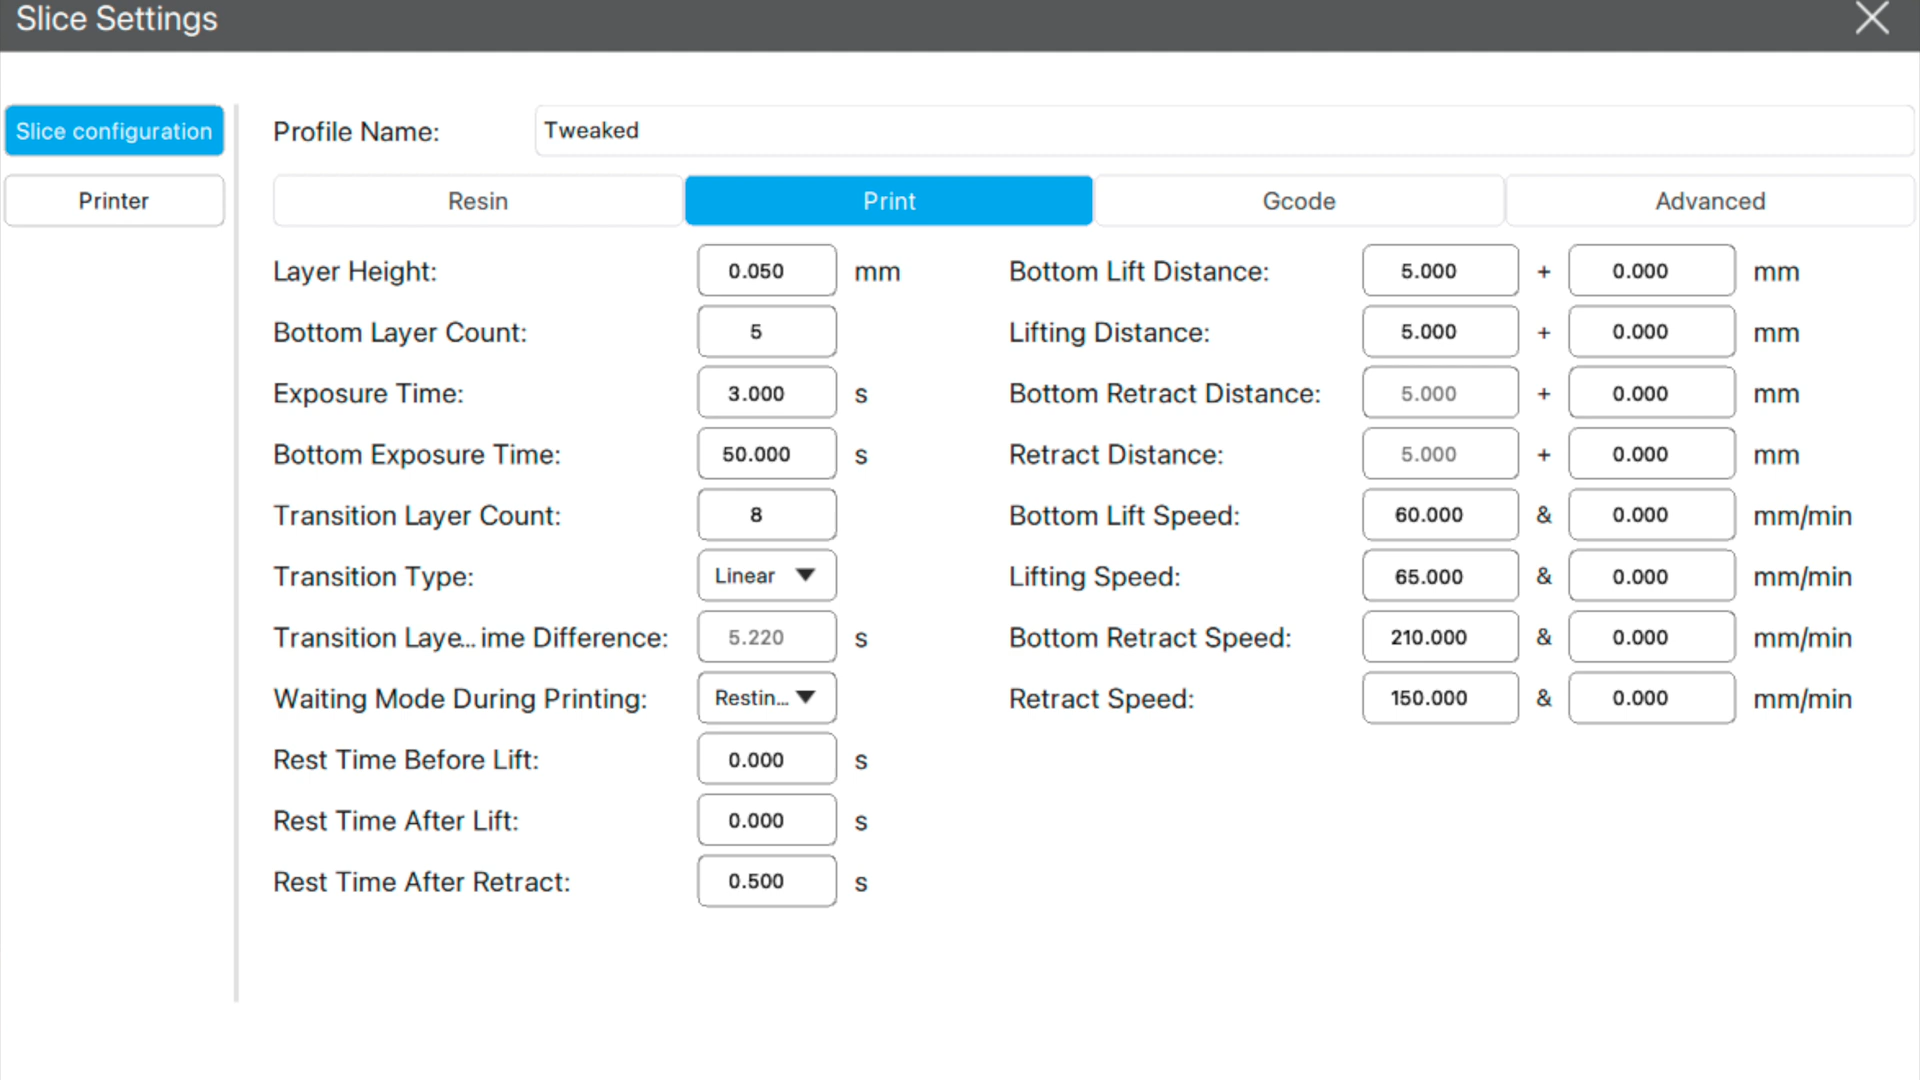 Slice Settings
Slice configuration
Printer
Profile Name: Tweaked
Resin Print Gcode Advanced
Layer Height: 0.050 mm
Bottom Layer Count: 5
Exposure Time: 3.000 s
Bottom Exposure Time: 50.000 s
Transition Layer Count: 8
Transition Type: Linear
Transition Laye... ime Difference: 5.220 s
Waiting Mode During Printing: Restin...
Rest Time Before Lift: 0.000 s
Rest Time After Lift: 0.000 s
Rest Time After Retract: 0.500 s
Bottom Lift Distance: 5.000 + 0.000 mm
Lifting Distance: 5.000 + 0.000 mm
Bottom Retract Distance: 5.000 + 0.000 mm
Retract Distance: 5.000 + 0.000 mm
Bottom Lift Speed: 60.000 & 0.000 mm/min
Lifting Speed: 65.000 & 0.000 mm/min
Bottom Retract Speed: 210.000 & 0.000 mm/min
Retract Speed: 150.000 & 0.000 mm/min